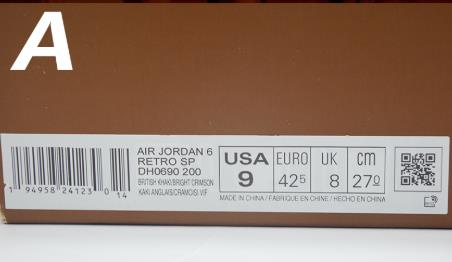 A
AIR JORDAN 6
RETRO SP
DH0690 200
BRITISH KHAKI/BRIGHT CRIMSON
KAKI ANGLAIS/CRAMOISI VIF
1 94958 24123 0 14
USA
9
EURO
42⁵
UK
8
cm
27⁰
MADE IN CHINA / FABRIQUE EN CHINE / HECHO EN CHINA